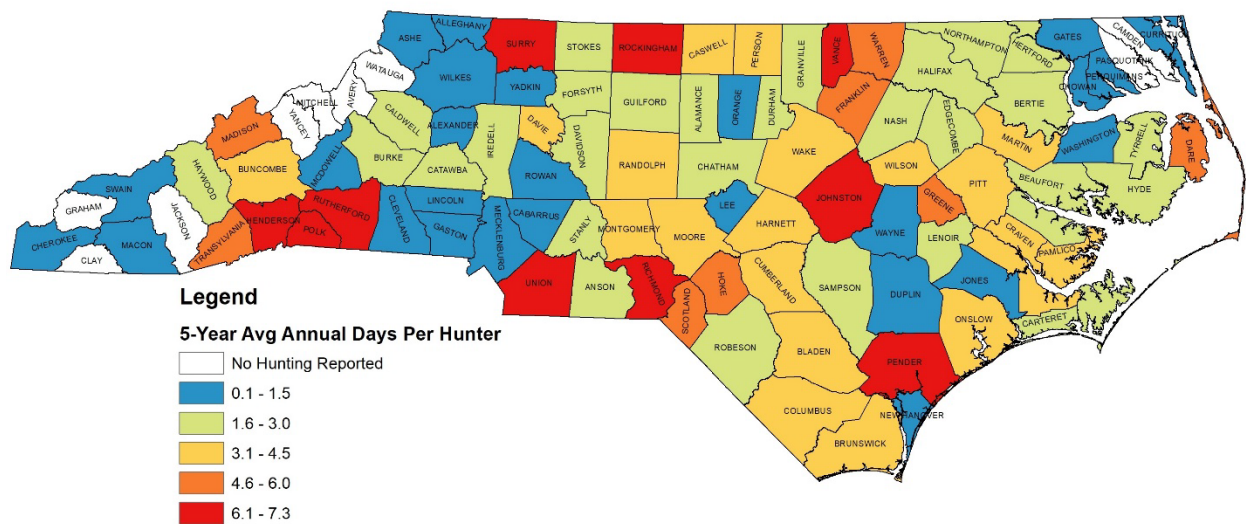 ALLEGHANY
ASHE
SURRY
STOKES
ROCKINGHAM
CASWELL
PERSON
GRANVILLE
VANCE
WARREN
NORTHAMPTON
HERTFORD
GATES
CAMDEN
CURRITUCK
PASQUOTANK
PERQUIMANS
CHOWAN
WATAUGA
WILKES
YADKIN
FORSYTH
GUILFORD
ALAMANCE
ORANGE
DURHAM
FRANKLIN
HALIFAX
BERTIE
MITCHELL
AVERY
YANCEY
CALDWELL
ALEXANDER
IREDELL
DAVIE
DAVIDSON
RANDOLPH
CHATHAM
WAKE
NASH
EDGECOMBE
MARTIN
WASHINGTON
TYRRELL
DARE
MADISON
HAYWOOD
BUNCOMBE
MCDOWELL
BURKE
CATAWBA
ROWAN
LEE
JOHNSTON
WILSON
PITT
BEAUFORT
HYDE
SWAIN
GRAHAM
JACKSON
CHEROKEE
MACON
CLAY
TRANSYLVANIA
HENDERSON
RUTHERFORD
POLK
CLEVELAND
LINCOLN
GASTON
MECKLENBURG
CABARRUS
STANLY
MONTGOMERY
MOORE
HARNETT
WAYNE
GREENE
LENOIR
CRAVEN
PAMLICO
JONES
UNION
ANSON
RICHMOND
SCOTLAND
HOKE
CUMBERLAND
SAMPSON
DUPLIN
ONSLOW
CARTERET
ROBESON
BLADEN
PENDER
COLUMBUS
NEW HANOVER
BRUNSWICK
Legend
5-Year Avg Annual Days Per Hunter
No Hunting Reported
0.1 - 1.5
1.6 - 3.0
3.1 - 4.5
4.6 - 6.0
6.1 - 7.3